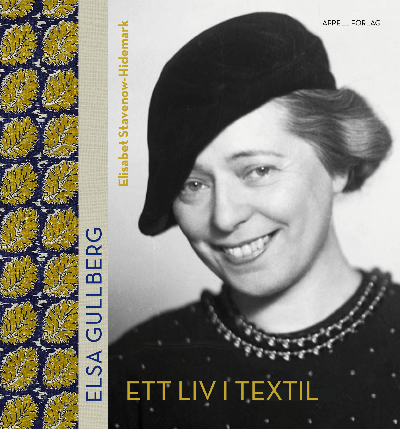 APPELL FÖRLAG
Elisabet Stavenow-Hidemark
ELSA GULLBERG
ETT LIV I TEXTIL